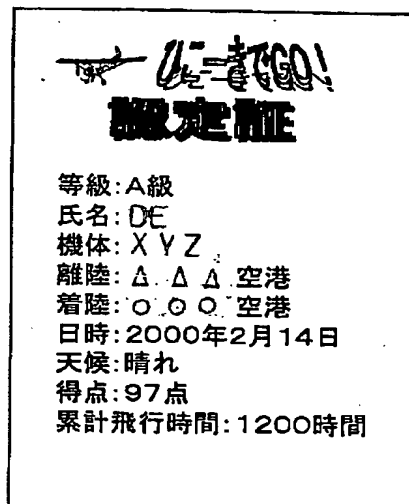 ひこーきでGO!
認定証
等級:A級
氏名:DE
機体:XYZ
離陸:△△△空港
着陸:○○○空港
日時:2000年2月14日
天候:晴れ
得点:97点
累計飛行時間:1200時間